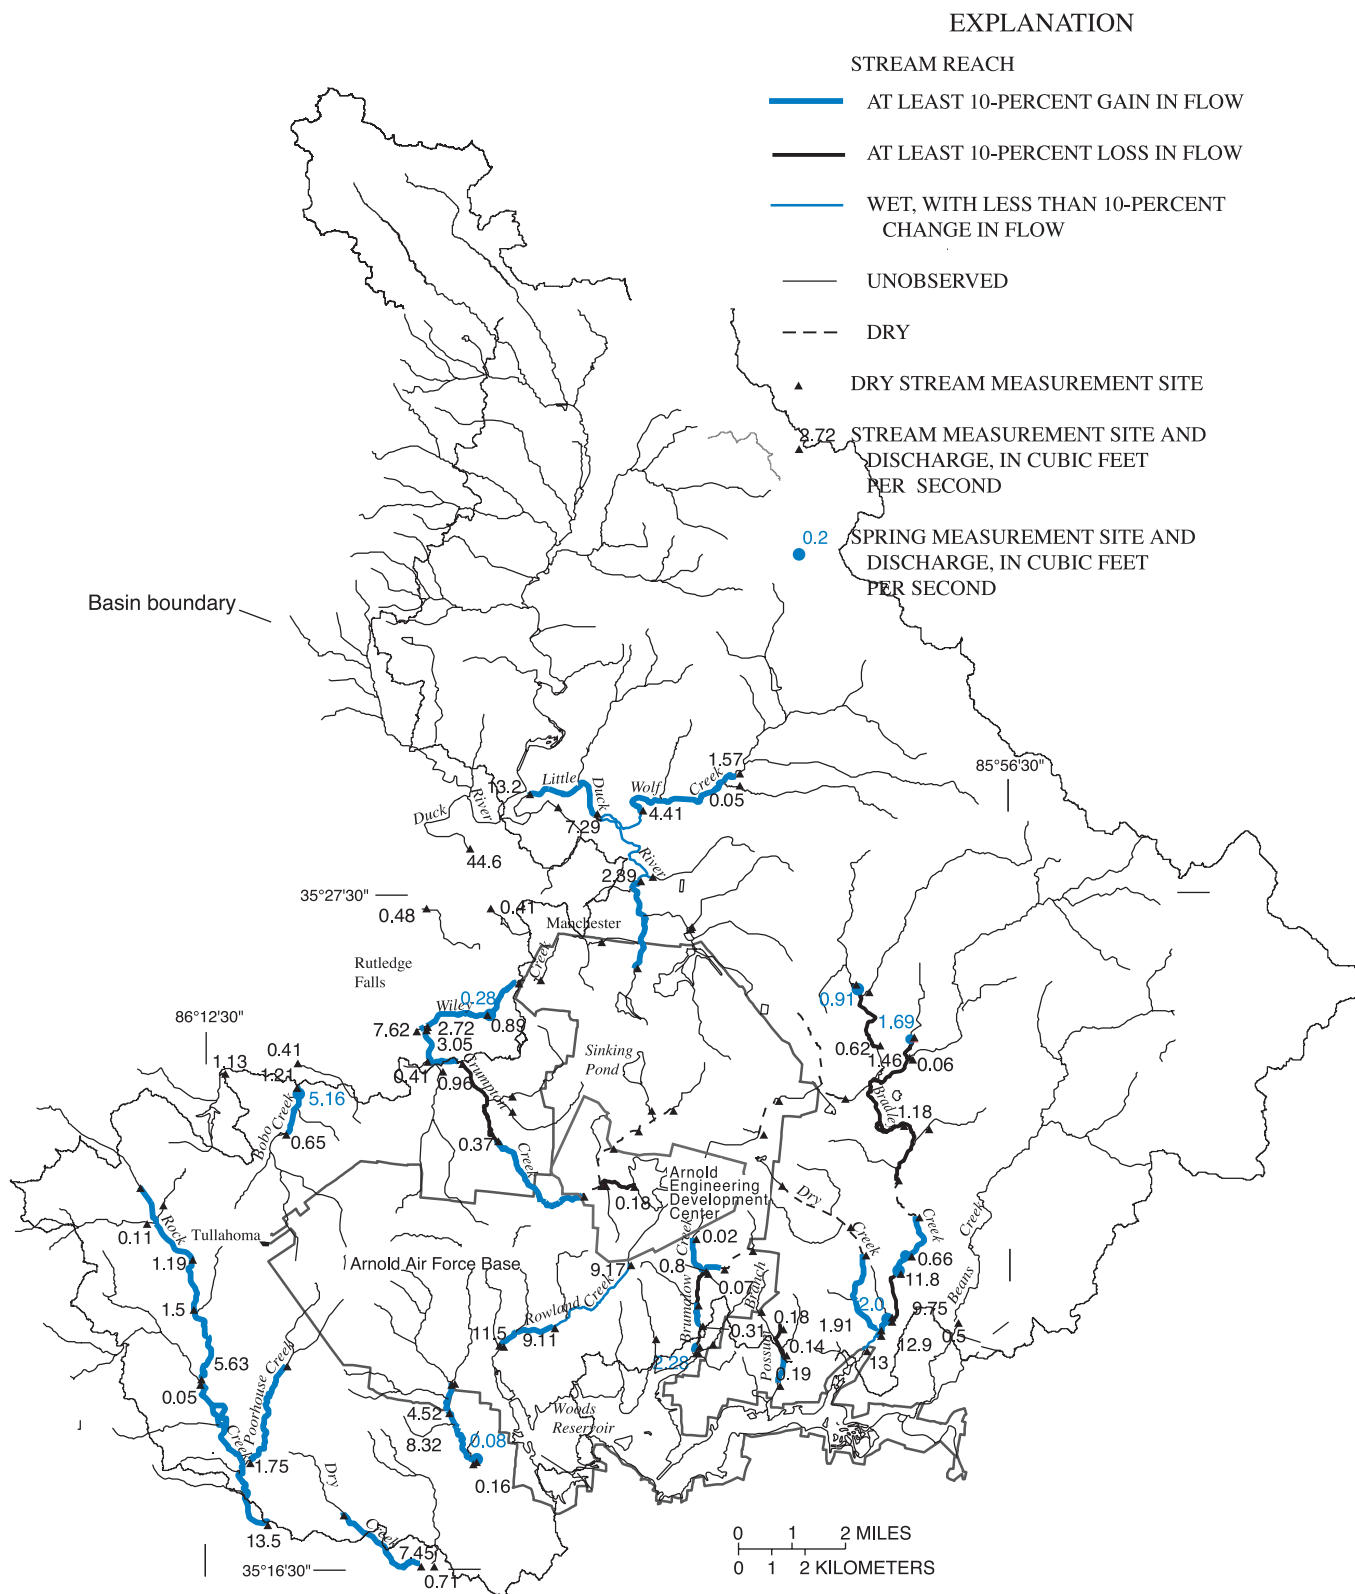 EXPLANATION
STREAM REACH
AT LEAST 10-PERCENT GAIN IN FLOW
AT LEAST 10-PERCENT LOSS IN FLOW
WET, WITH LESS THAN 10-PERCENT
CHANGE IN FLOW
UNOBSERVED
DRY
DRY STREAM MEASUREMENT SITE
2.72
STREAM MEASUREMENT SITE AND
DISCHARGE, IN CUBIC FEET
PER SECOND
0.2
SPRING MEASUREMENT SITE AND
DISCHARGE, IN CUBIC FEET
PER SECOND
Basin boundary
1.57
85°56'30"
Little
Duck
River
Wolf
Creek
13.2
0.05
Duck
River
7.29
4.41
44.6
2.39
35°27'30"
0.48
0.41
Manchester
Creek
Rutledge
Falls
0.91
Wiley
0.28
86°12'30"
7.62
2.72
0.89
1.69
3.05
0.62
1.46
0.06
Sinking
Pond
0.41
1.13
1.21
0.41
0.96
Crumpton
Creek
5.16
Bradley
Creek
1.18
Bobo
Creek
0.65
0.37
Arnold
Engineering
Development
Center
0.18
Dry
Creek
Rock
Creek
0.11
Tullahoma
0.02
Beans
Creek
1.19
Arnold Air Force Base
9.17
0.8
0.07
0.66
11.8
Rowland
Creek
Brumalow
Creek
Branch
Possum
1.5
2.0
9.75
11.5
9.11
0.31
0.18
1.91
12.9
0.5
2.28
0.14
13
5.63
0.05
0.19
Poorhouse
Creek
Woods
Reservoir
4.52
8.32
0.08
1.75
Dry
Creek
0.16
13.5
7.45
0.71
35°16'30"
0 1 2 MILES
0 1 2 KILOMETERS